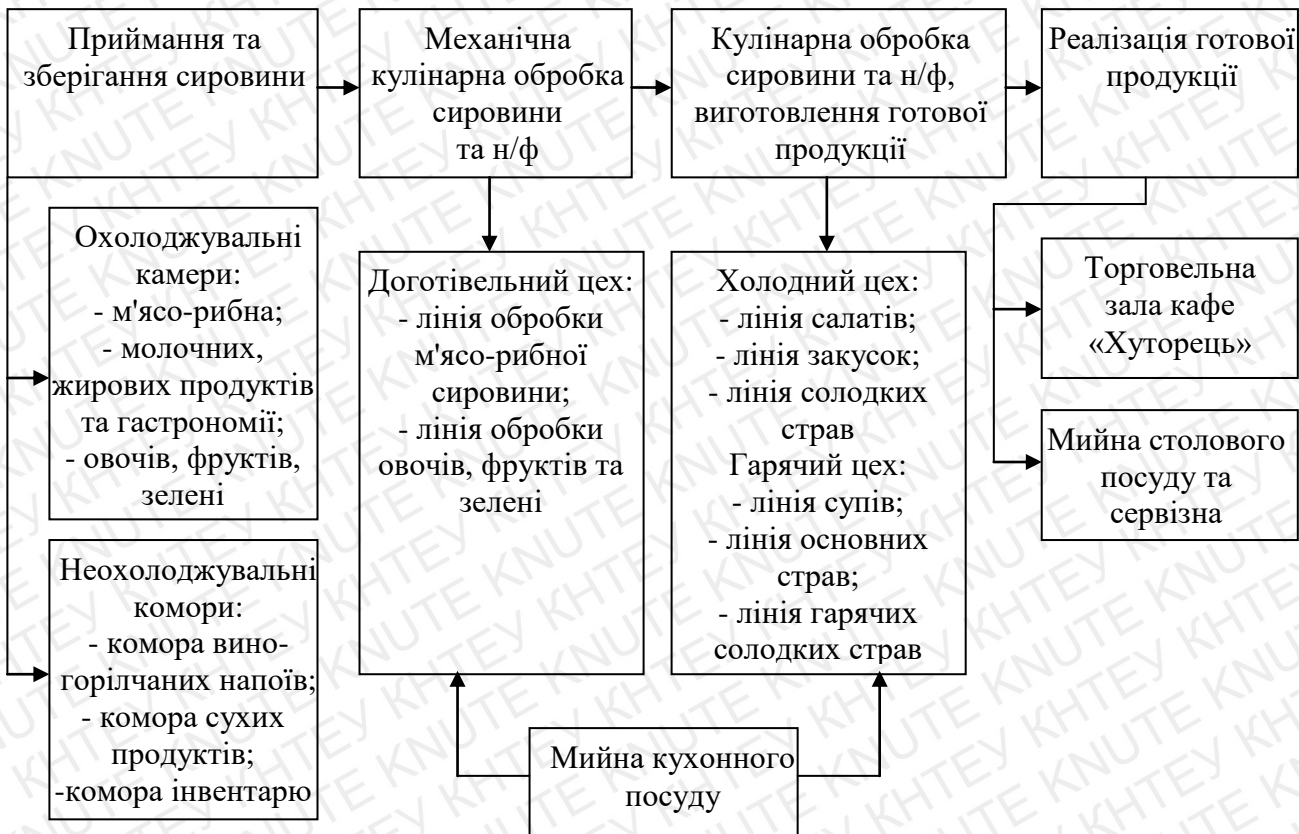 Приймання та
зберігання сировини
Механічна
кулінарна обробка
сировини
та н/ф
Кулінарна обробка
сировини та н/ф,
виготовлення готової
продукції
Реалізація готової
продукції
Охолоджувальні
камери:
- м'ясо-рибна;
- молочних,
жирових продуктів
та гастрономії;
- овочів, фруктів,
зелені
Неохолоджувальні
комори:
- комора вино-
горілчаних напоїв;
- комора сухих
продуктів;
-комора інвентарю
Доготівельний цех:
- лінія обробки
м'ясо-рибної
сировини;
- лінія обробки
овочів, фруктів та
зелені
Холодний цех:
- лінія салатів;
- лінія закусок;
- лінія солодких
страв
Гарячий цех:
- лінія супів;
- лінія основних
страв;
- лінія гарячих
солодких страв
Торговельна
зала кафе
«Хуторець»
Мийна столового
посуду та
сервізна
Мийна кухонного
посуду